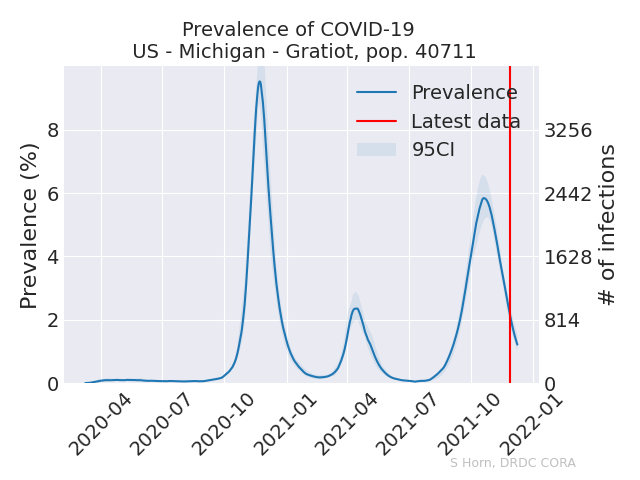 Prevalence of COVID-19
US - Michigan - Gratiot, pop. 40711
Prevalence
Latest data
95CI
Prevalence (%)
8
6
4
2
0
3256
2442
1628
814
0
# of infections
2020-04
2020-07
2020-10
2021-01
2021-04
2021-07
2021-10
2022-01
S Horn, DRDC CORA